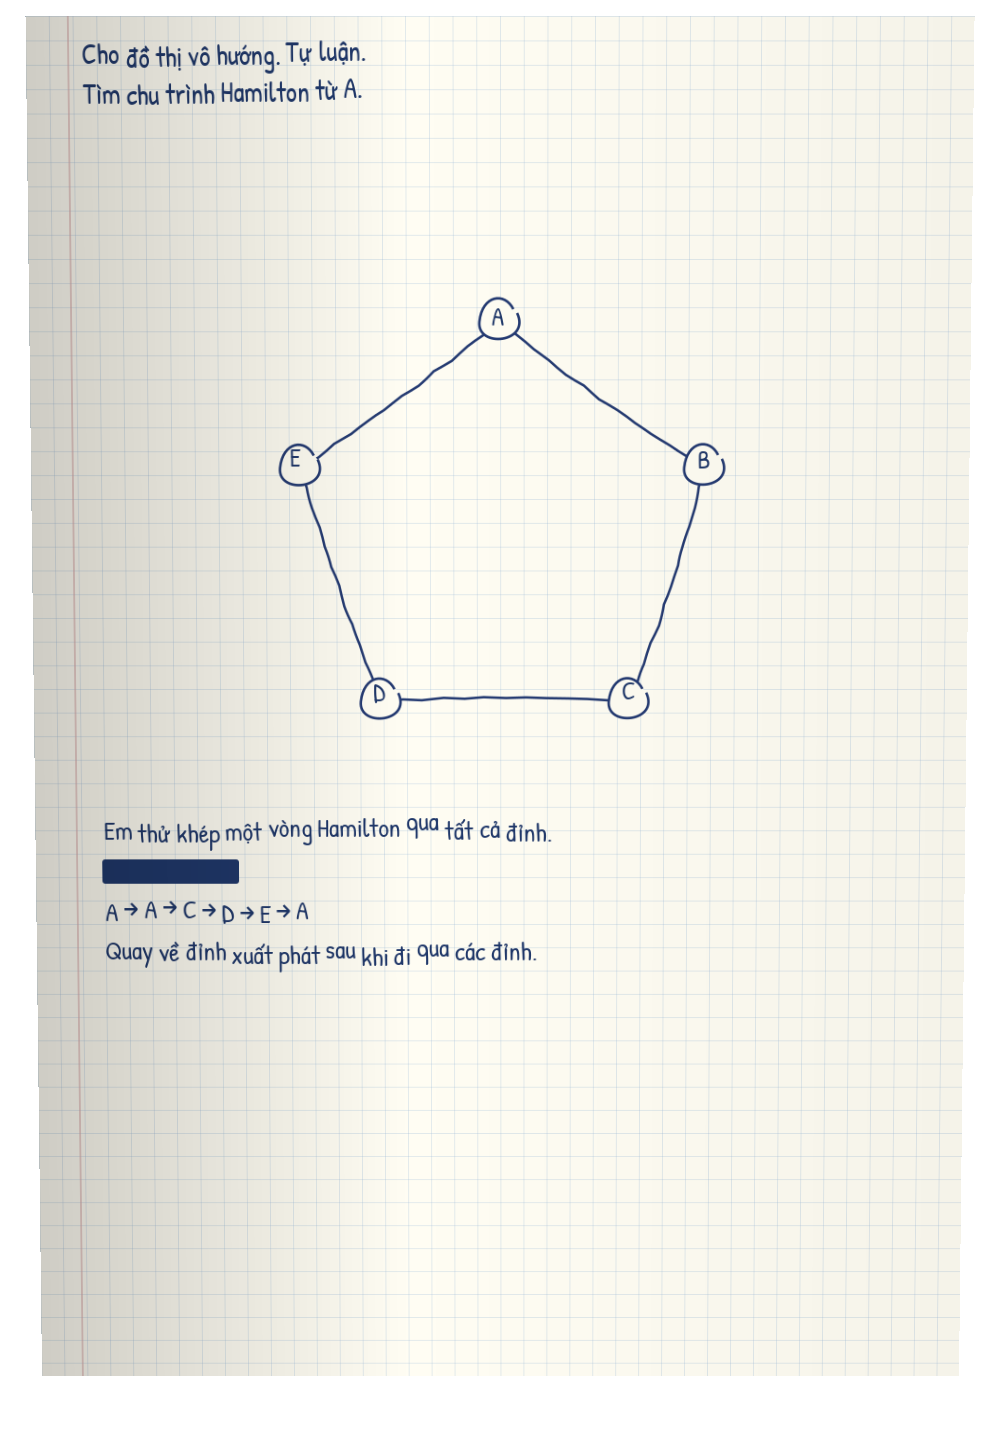 Cho đồ thị vô hướng. Tự luận.
Tìm chu trình Hamilton từ A.
A
E
B
D
C
Em thử khép một vòng Hamilton qua tất cả đỉnh.
A → A → C → D → E → A
Quay về đỉnh xuất phát sau khi đi qua các đỉnh.